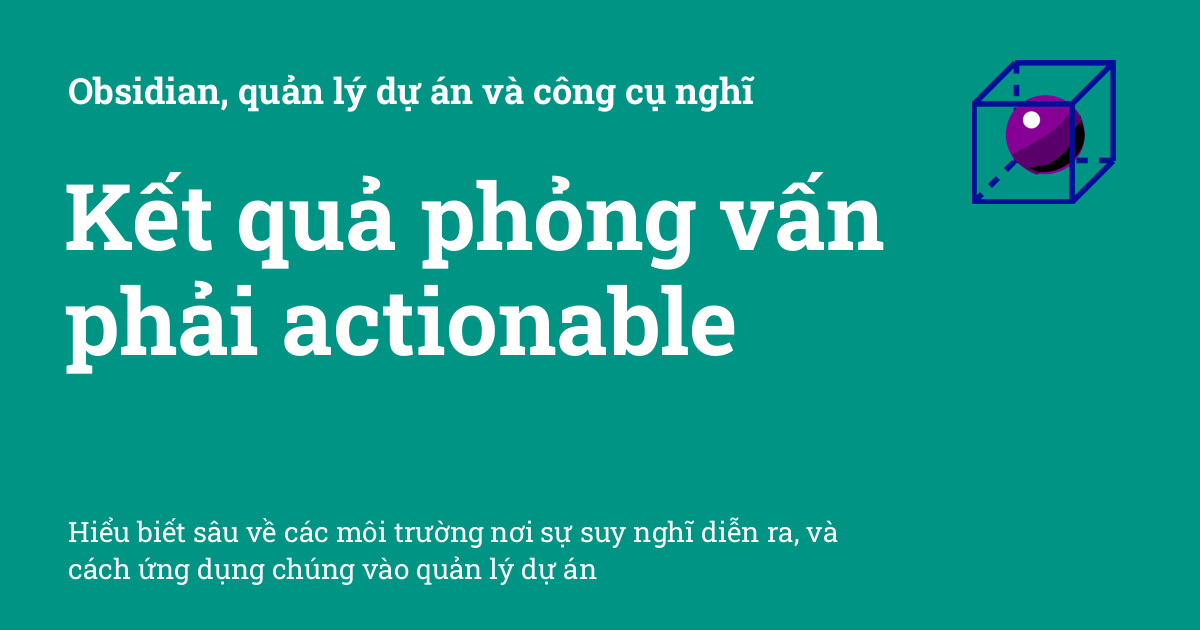 Obsidian, quản lý dự án và công cụ nghĩ
Kết quả phỏng vấn
phải actionable
Hiểu biết sâu về các môi trường nơi sự suy nghĩ diễn ra, và
cách ứng dụng chúng vào quản lý dự án